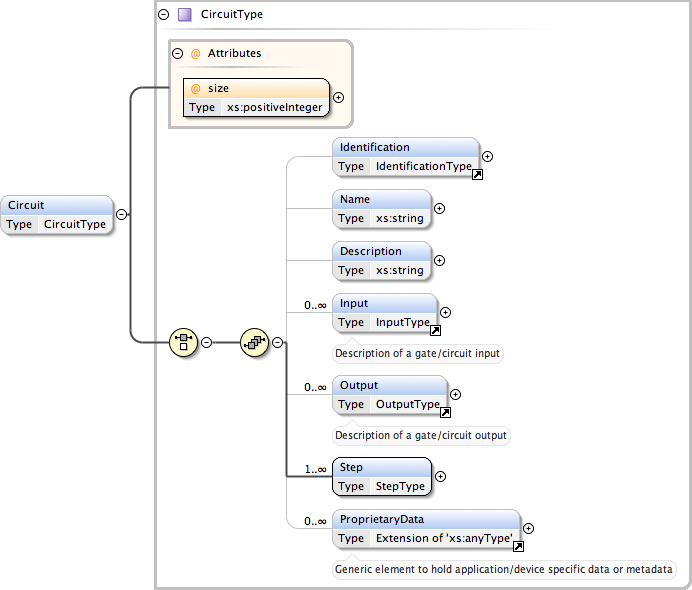 CircuitType
@ Attributes
@ size
Type xs:positiveInteger
Identification
Type IdentificationType
Circuit
Type CircuitType
Name
Type xs:string
Description
Type xs:string
0..∞
Input
Type InputType
Description of a gate/circuit input
0..∞
Output
Type OutputType
Description of a gate/circuit output
1..∞
Step
Type StepType
0..∞
ProprietaryData
Type Extension of 'xs:anyType'
Generic element to hold application/device specific data or metadata